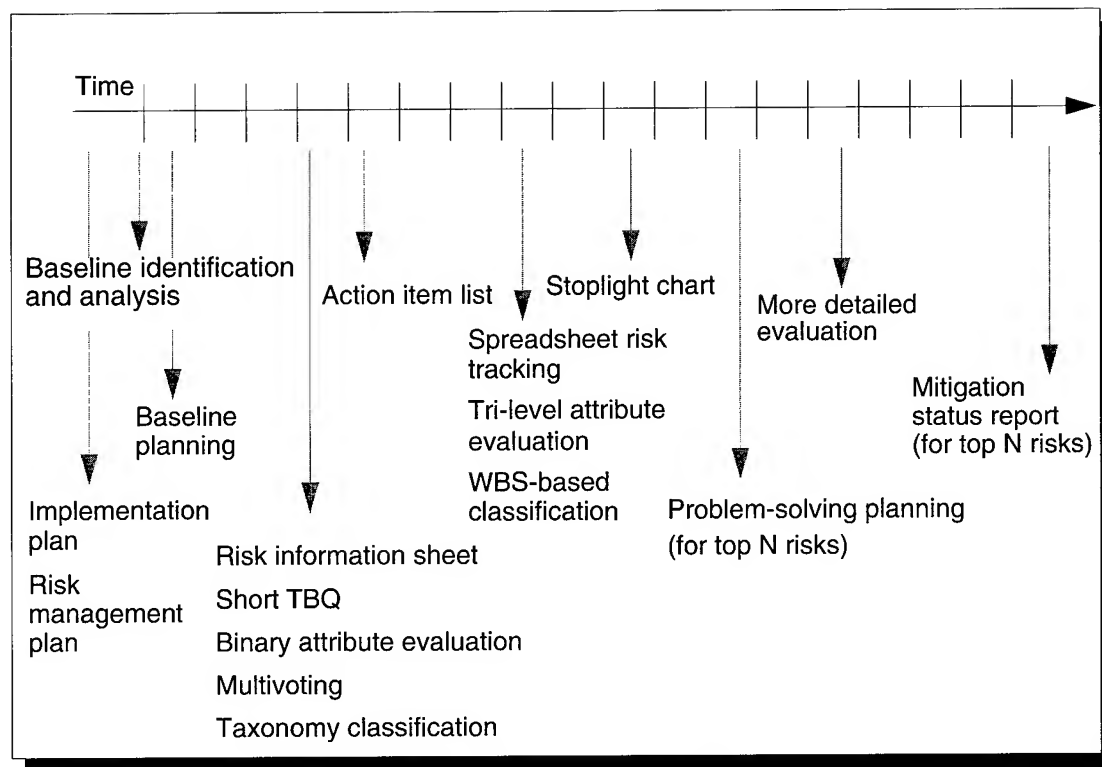 Time
Baseline identification
and analysis
Baseline
planning
Implementation
plan
Risk
management
plan
Risk information sheet
Short TBQ
Binary attribute evaluation
Multivoting
Taxonomy classification
Action item list
Spreadsheet risk
tracking
Tri-level attribute
evaluation
WBS-based
classification
Stoplight chart
Problem-solving planning
(for top N risks)
More detailed
evaluation
Mitigation
status report
(for top N risks)